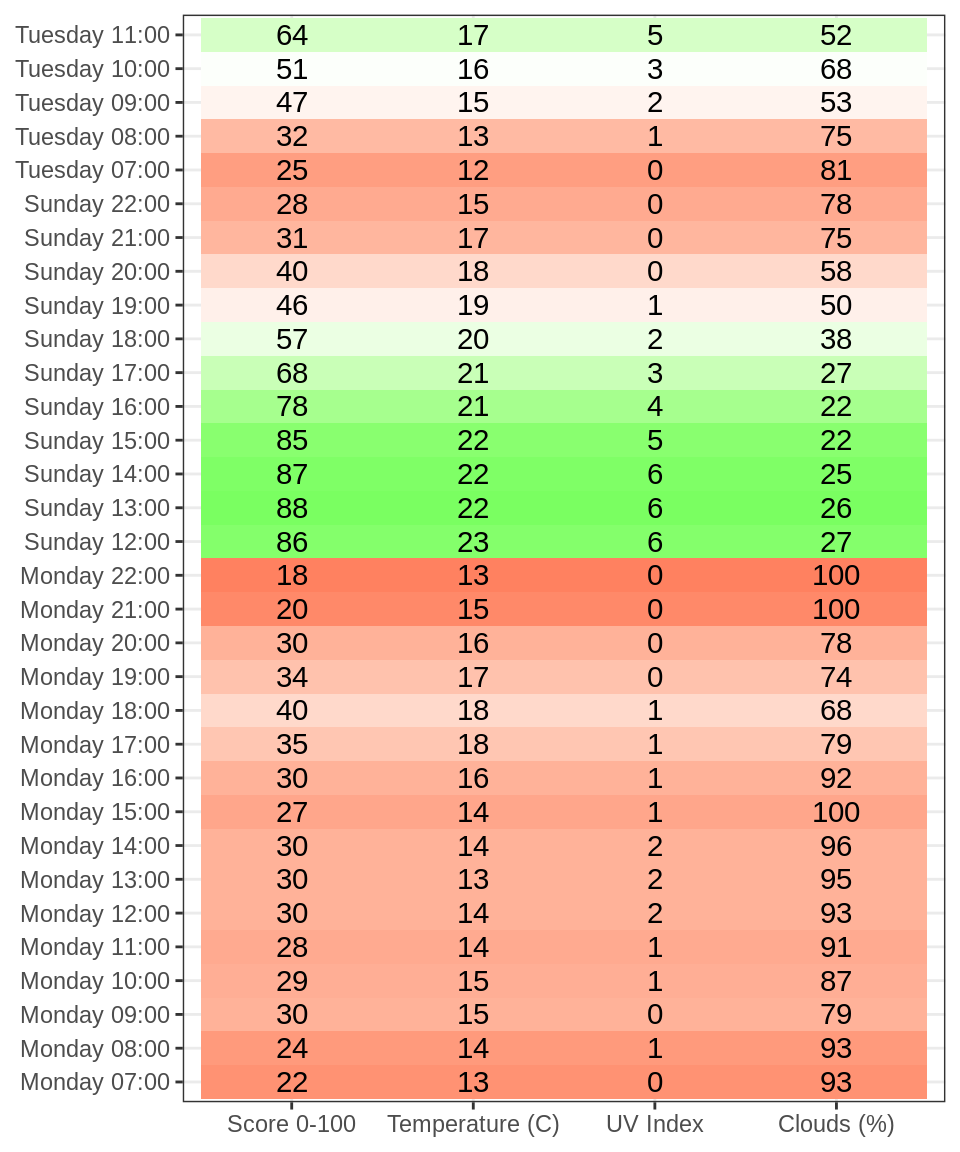 Tuesday 11:00 64 17 5 52
Tuesday 10:00 51 16 3 68
Tuesday 09:00 47 15 2 53
Tuesday 08:00 32 13 1 75
Tuesday 07:00 25 12 0 81
Sunday 22:00 28 15 0 78
Sunday 21:00 31 17 0 75
Sunday 20:00 40 18 0 58
Sunday 19:00 46 19 1 50
Sunday 18:00 57 20 2 38
Sunday 17:00 68 21 3 27
Sunday 16:00 78 21 4 22
Sunday 15:00 85 22 5 22
Sunday 14:00 87 22 6 25
Sunday 13:00 88 22 6 26
Sunday 12:00 86 23 6 27
Monday 22:00 18 13 0 100
Monday 21:00 20 15 0 100
Monday 20:00 30 16 0 78
Monday 19:00 34 17 0 74
Monday 18:00 40 18 1 68
Monday 17:00 35 18 1 79
Monday 16:00 30 16 1 92
Monday 15:00 27 14 1 100
Monday 14:00 30 14 2 96
Monday 13:00 30 13 2 95
Monday 12:00 30 14 2 93
Monday 11:00 28 14 1 91
Monday 10:00 29 15 1 87
Monday 09:00 30 15 0 79
Monday 08:00 24 14 1 93
Monday 07:00 22 13 0 93
Score 0-100 Temperature (C) UV Index Clouds (%)